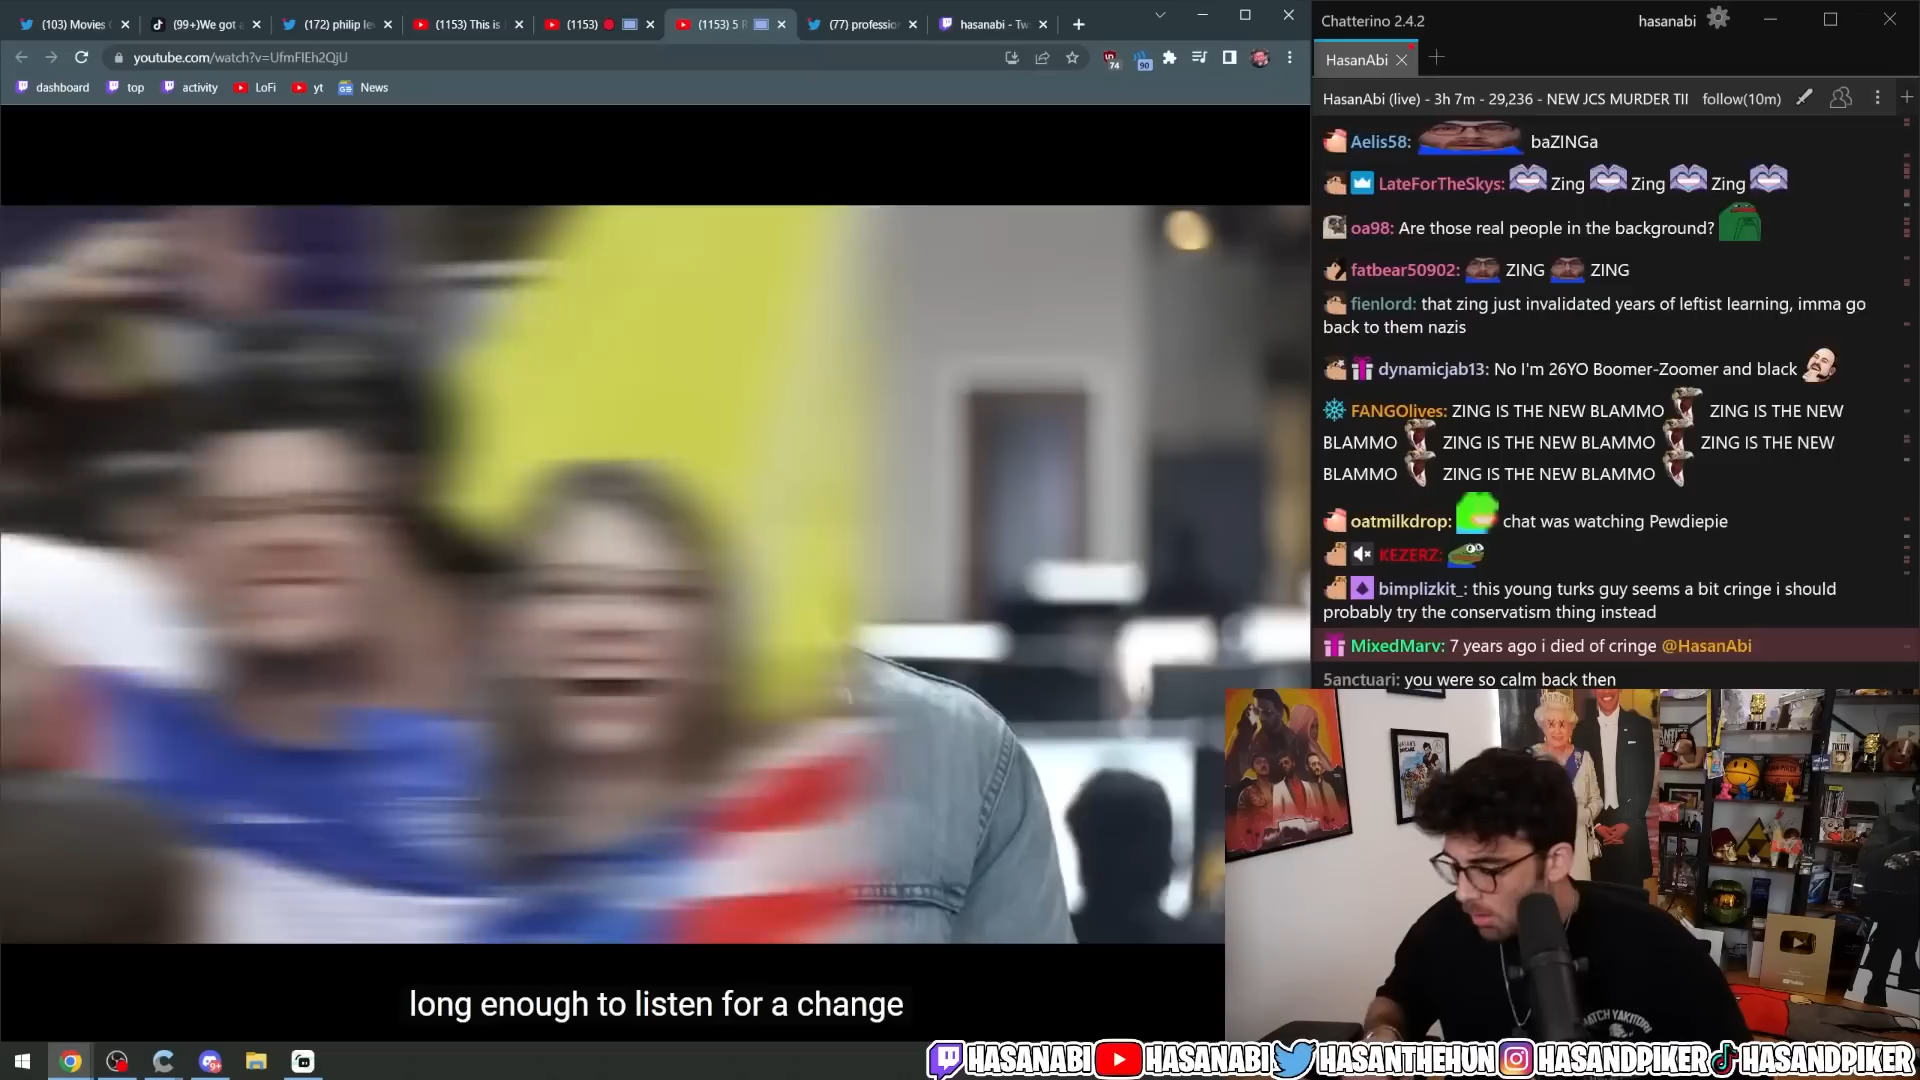 (103) Movies
(99+)We got a
(172) philip le
(1153) This is
(1153)
(1153) 5 R
(77) professio
hasanabi - Tw
youtube.com/watch?v=UfmFIEh2QjU
74
90
dashboard
top
activity
LoFi
yt
News
long enough to listen for a change
Chatterino 2.4.2
hasanabi
HasanAbi
HasanAbi (live) - 3h 7m - 29,236 - NEW JCS MURDER TII
follow(10m)
Aelis58: baZINGa
LateForTheSkys: Zing Zing Zing
oa98: Are those real people in the background?
fatbear50902: ZING ZING
fienlord: that zing just invalidated years of leftist learning, imma go
back to them nazis
dynamicjab13: No I'm 26YO Boomer-Zoomer and black
FANGOlives: ZING IS THE NEW BLAMMO ZING IS THE NEW
BLAMMO ZING IS THE NEW BLAMMO ZING IS THE NEW
BLAMMO ZING IS THE NEW BLAMMO
oatmilkdrop: chat was watching Pewdiepie
KEZERZ:
bimplizkit_: this young turks guy seems a bit cringe i should
probably try the conservatism thing instead
MixedMarv: 7 years ago i died of cringe @HasanAbi
5anctuari: you were so calm back then
HASANABI
HASANABI
HASANTHEHUN
HASANDPIKER
HASANDPIKER